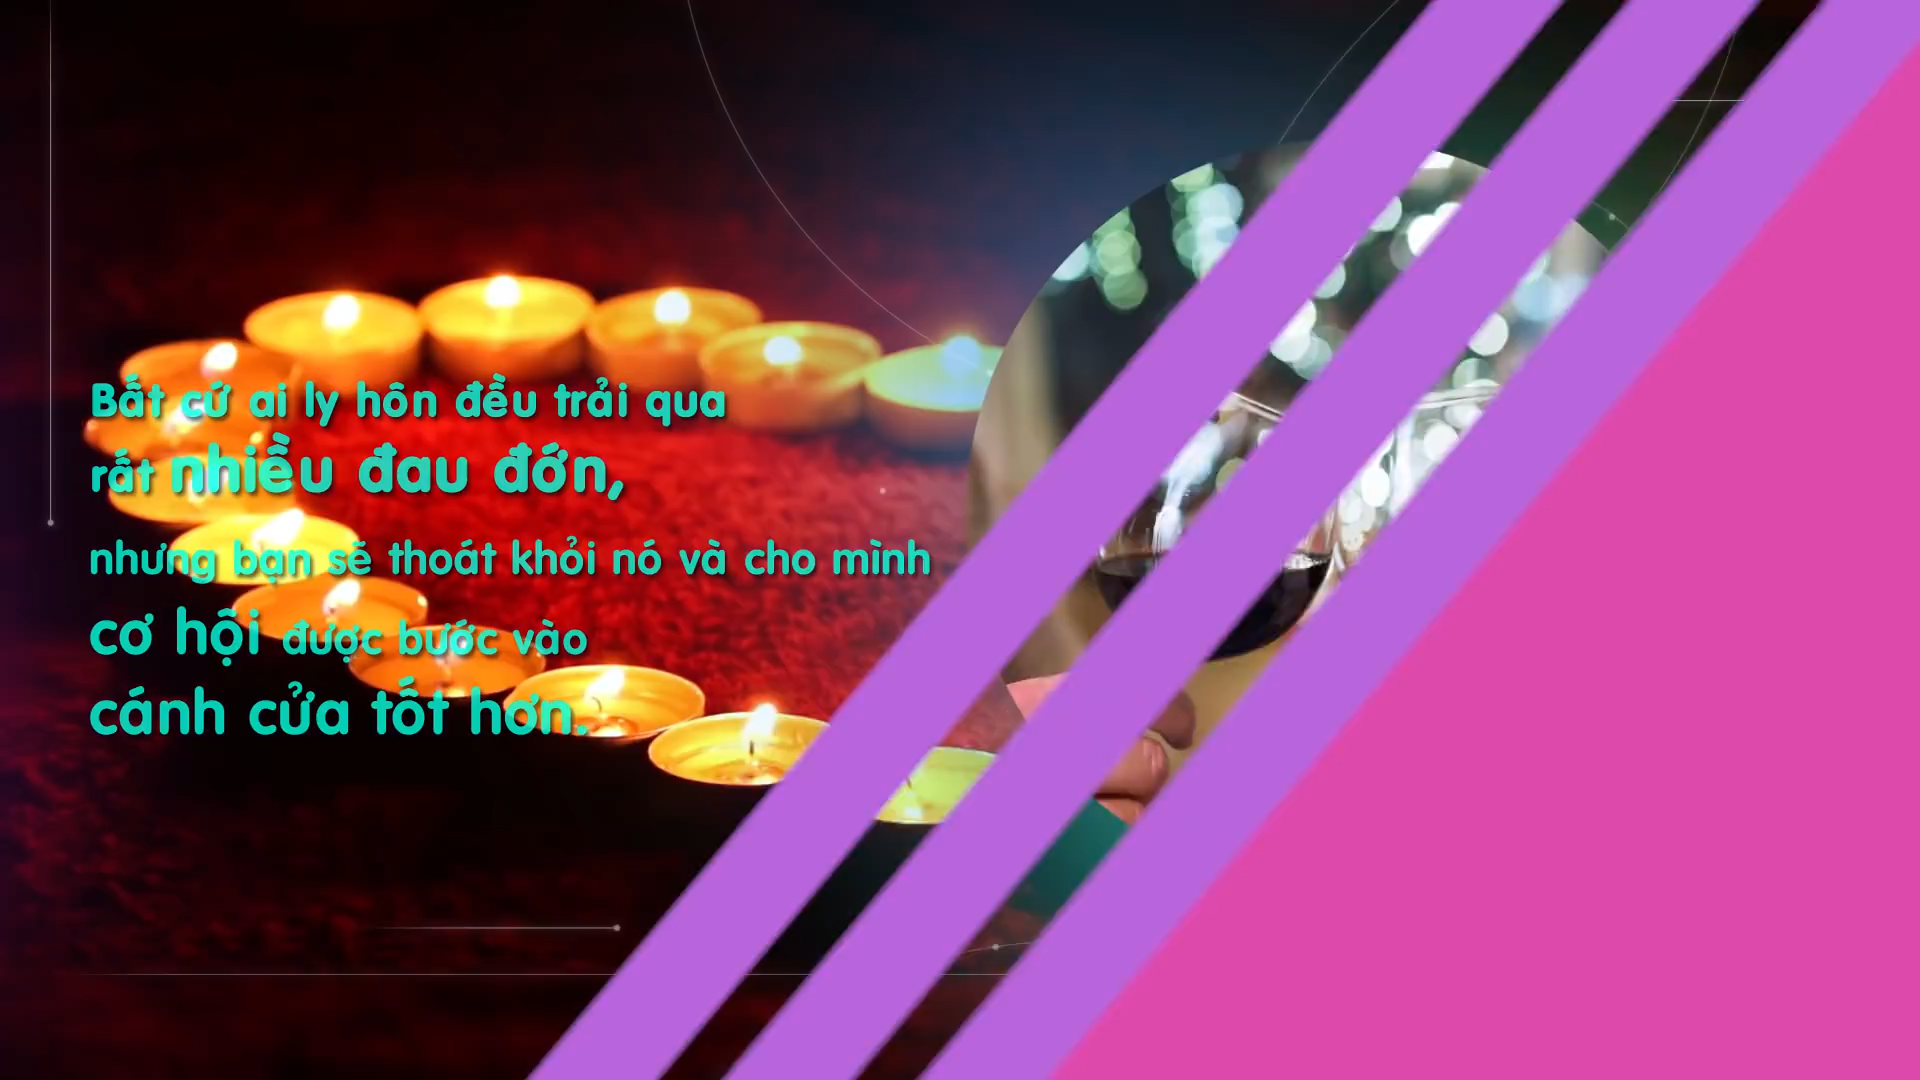 Bất cứ ai ly hôn đều trải qua
rất nhiều đau đớn,
nhưng bạn sẽ thoát khỏi nó và cho mình
cơ hội được bước vào
cánh cửa tốt hơn.